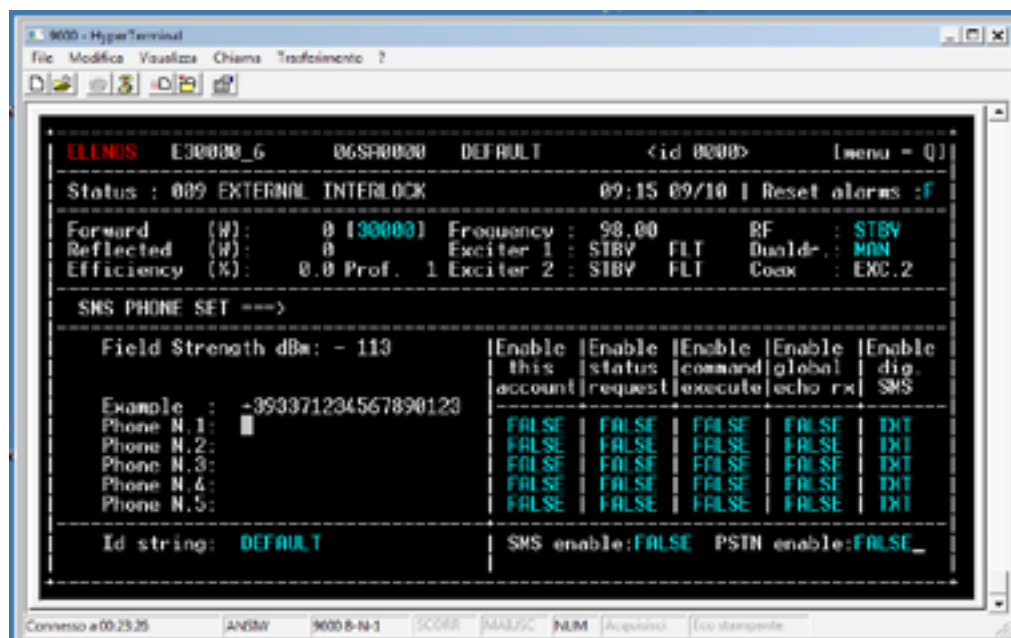 9600 - HyperTerminal
File Modifica Visualizza Chiama Trasferimento ?
ELENOS E30000_6 06SA0000 DEFAULT <id 0000> [menu = Q]
Status : 009 EXTERNAL INTERLOCK 09:15 09/10 | Reset alarms :F
Forward (W): 0 [30000] Frequency : 98.00 RF : STBY
Reflected (W): 0 Exciter 1 : STBY FLT Dualdr.: MAN
Efficiency (%): 0.0 Prof. 1 Exciter 2 : STBY FLT Coax : EXC.2
SMS PHONE SET --->
Field Strength dBm: - 113 |Enable |Enable |Enable |Enable |Enable
this |status |command|global | dig.
account|request|execute|echo rx| SMS
Example : +393371234567890123
Phone N.1: FALSE | FALSE | FALSE | FALSE | TXT
Phone N.2: FALSE | FALSE | FALSE | FALSE | TXT
Phone N.3: FALSE | FALSE | FALSE | FALSE | TXT
Phone N.4: FALSE | FALSE | FALSE | FALSE | TXT
Phone N.5: FALSE | FALSE | FALSE | FALSE | TXT
Id string: DEFAULT | SMS enable:FALSE PSTN enable:FALSE_
Connesso a 00:23:25 ANSIW 9600 8-N-1 SCORR MAIUSC NUM Acquisisci Eco stampante